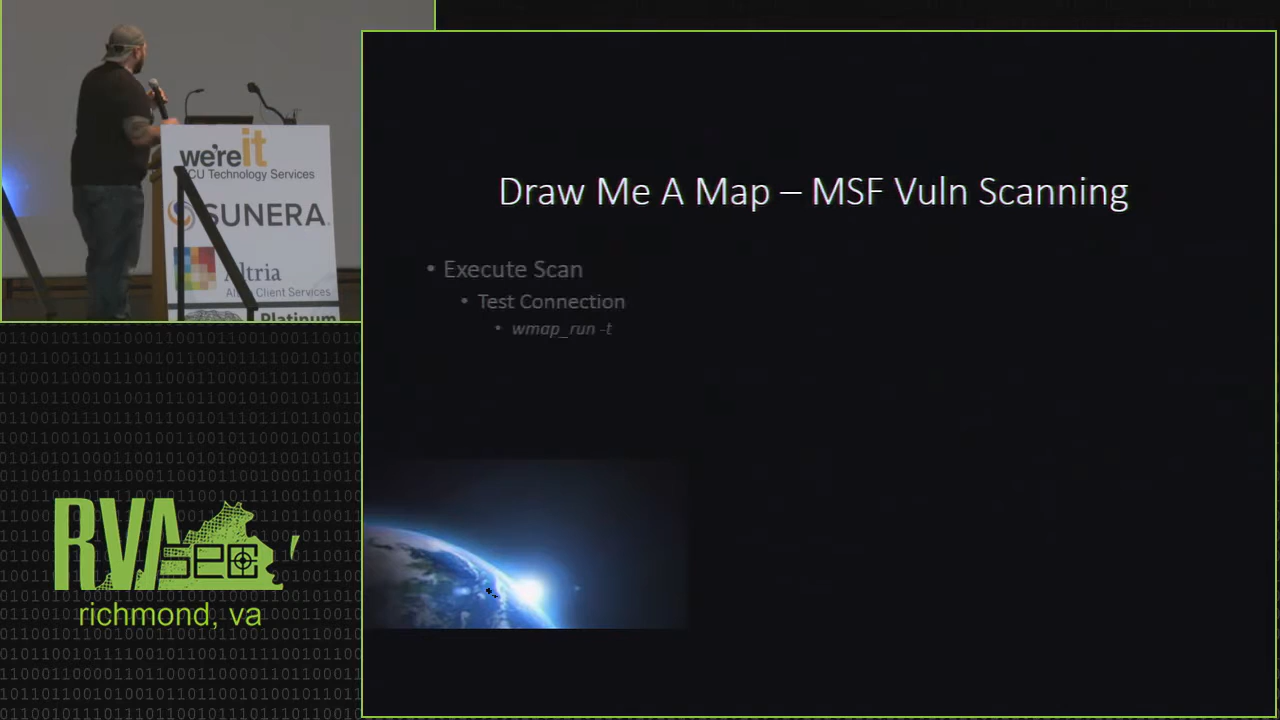 we're it
CU Technology Services
SUNERA
Altria
Client Services
Platinum
Draw Me A Map – MSF Vuln Scanning
• Execute Scan
• Test Connection
• wmap_run -t
RVA
SEC
richmond, va